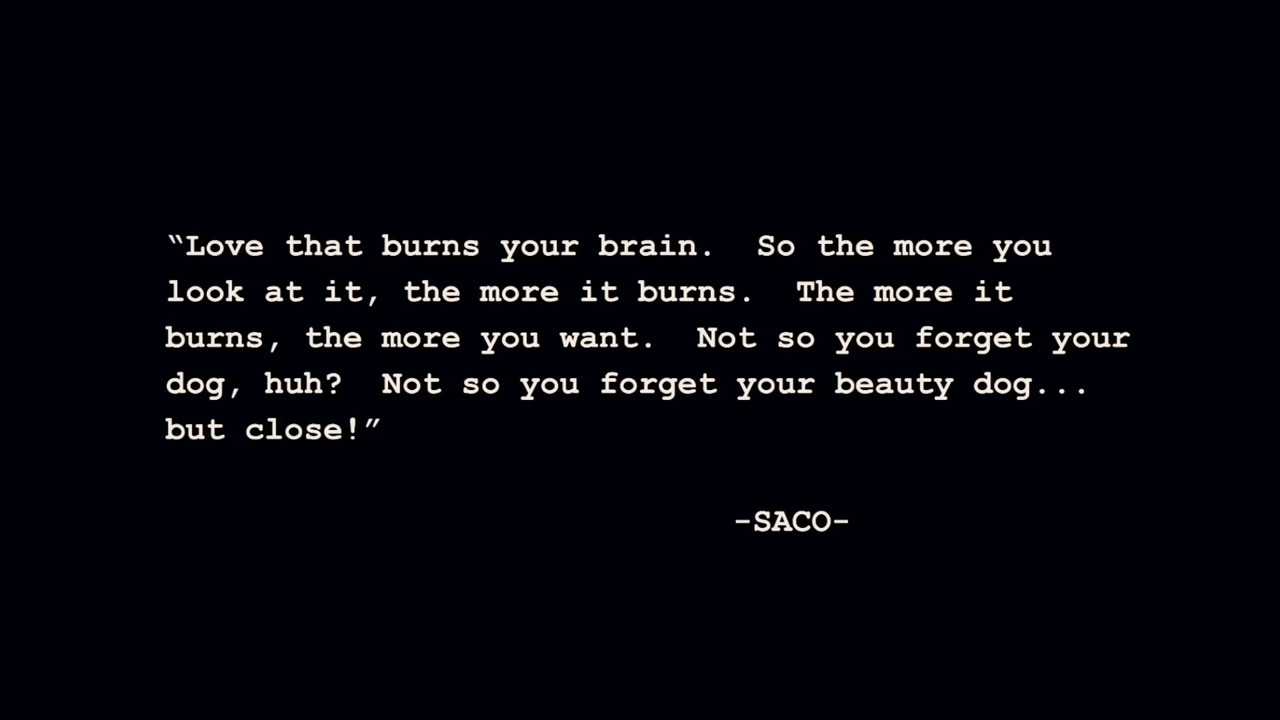 “Love that burns your brain.  So the more you
look at it, the more it burns.  The more it
burns, the more you want.  Not so you forget your
dog, huh?  Not so you forget your beauty dog...
but close!”
-SACO-